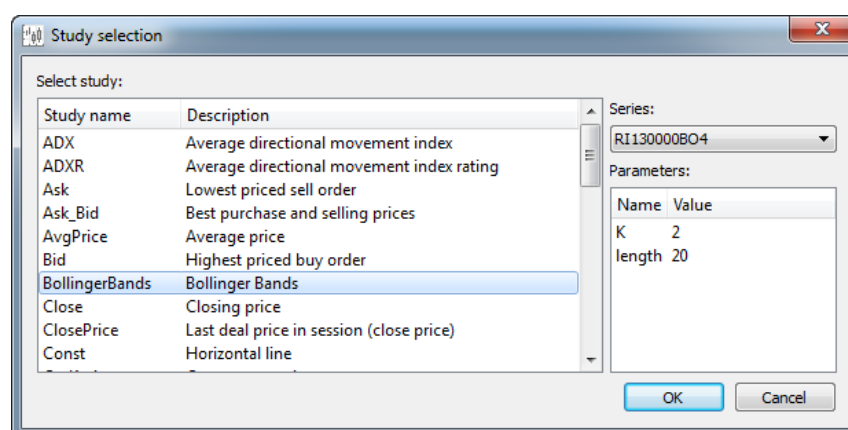 Study selection
Select study:
Study name Description
ADX Average directional movement index
ADXR Average directional movement index rating
Ask Lowest priced sell order
Ask_Bid Best purchase and selling prices
AvgPrice Average price
Bid Highest priced buy order
BollingerBands Bollinger Bands
Close Closing price
ClosePrice Last deal price in session (close price)
Const Horizontal line
Series:
RI130000BO4
Parameters:
Name Value
K 2
length 20
OK Cancel